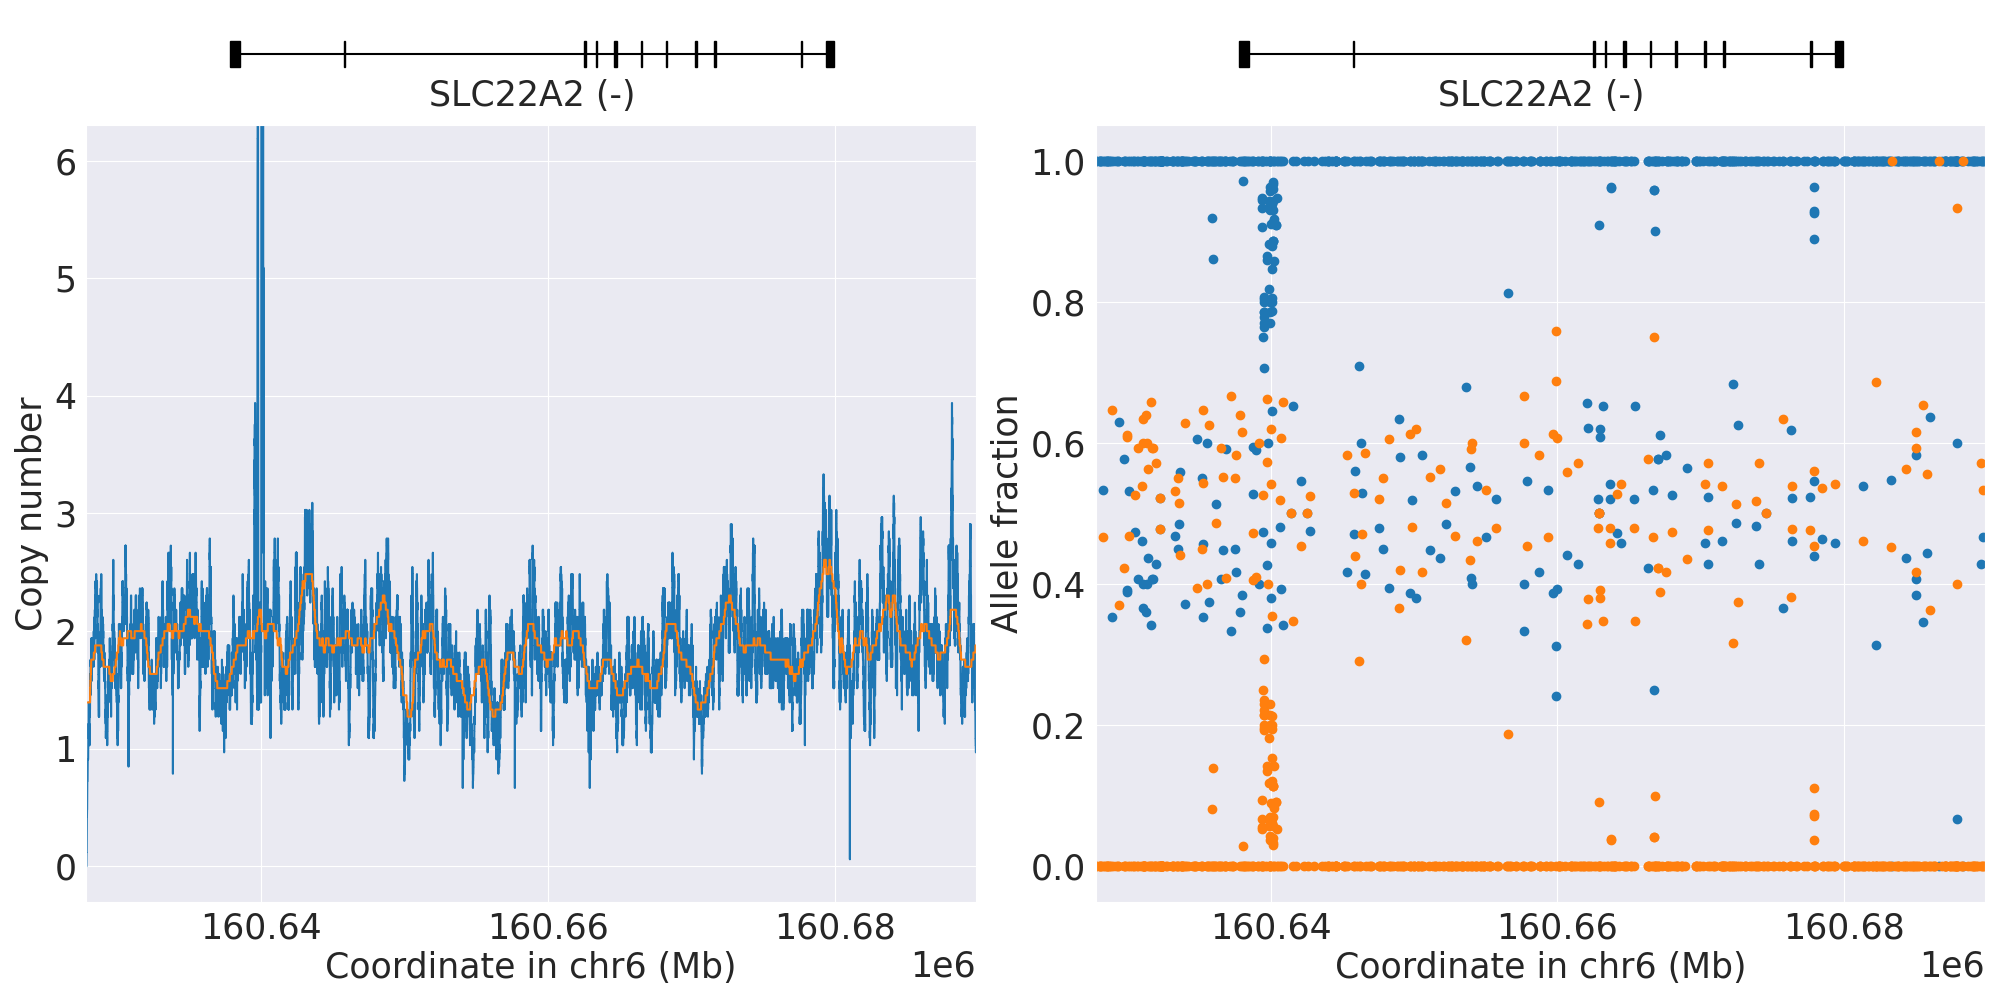 SLC22A2 (-)
SLC22A2 (-)
Copy number
6
5
4
3
2
1
0
160.64
160.66
160.68
Coordinate in chr6 (Mb)
1e6
Allele fraction
1.0
0.8
0.6
0.4
0.2
0.0
160.64
160.66
160.68
Coordinate in chr6 (Mb)
1e6